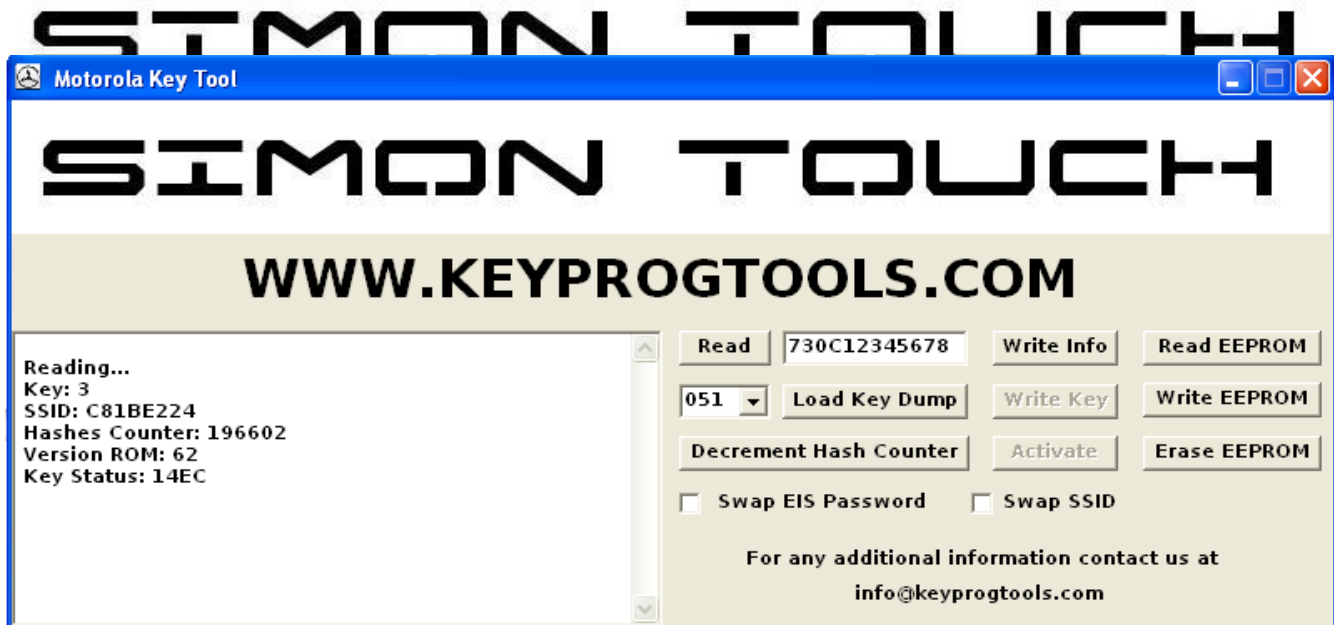 SIMON TOUCH
Motorola Key Tool
SIMON TOUCH
WWW.KEYPROGTOOLS.COM
Reading...
Key: 3
SSID: C81BE224
Hashes Counter: 196602
Version ROM: 62
Key Status: 14EC
Read 730C12345678 Write Info Read EEPROM
051 Load Key Dump Write Key Write EEPROM
Decrement Hash Counter Activate Erase EEPROM
Swap EIS Password Swap SSID
For any additional information contact us at
info@keyprogtools.com